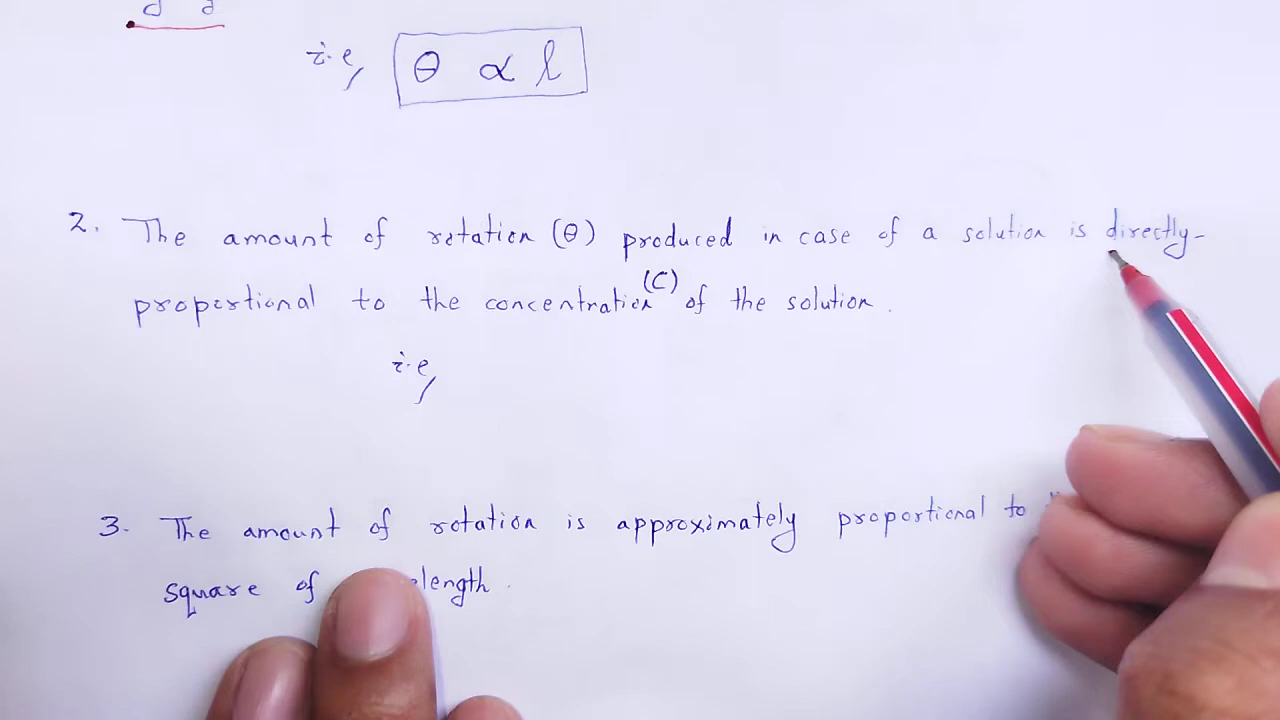 i.e, θ ∝ l
2. The amount of rotation (θ) produced in case of a solution is directly-
proportional to the concentration (C) of the solution.
i.e,
3. The amount of rotation is approximately proportional to
square of length.